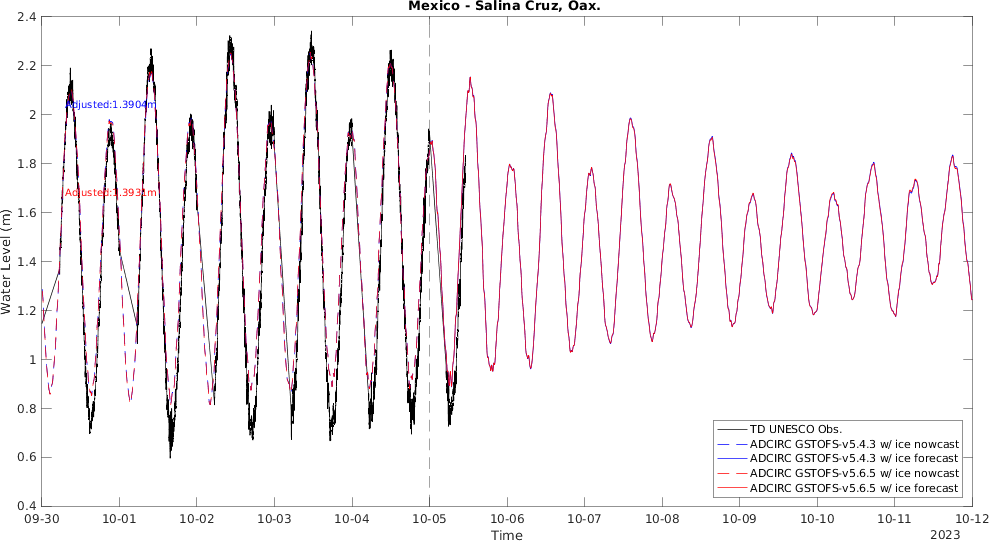 Mexico - Salina Cruz, Oax.
2.4
2.2
2
1.8
1.6
1.4
1.2
1
0.8
0.6
0.4
Water Level (m)
Adjusted:1.3904m
Adjusted:1.3931m
TD UNESCO Obs.
ADCIRC GSTOFS-v5.4.3 w/ ice nowcast
ADCIRC GSTOFS-v5.4.3 w/ ice forecast
ADCIRC GSTOFS-v5.6.5 w/ ice nowcast
ADCIRC GSTOFS-v5.6.5 w/ ice forecast
09-30 10-01 10-02 10-03 10-04 10-05 10-06 10-07 10-08 10-09 10-10 10-11 10-12
Time
2023